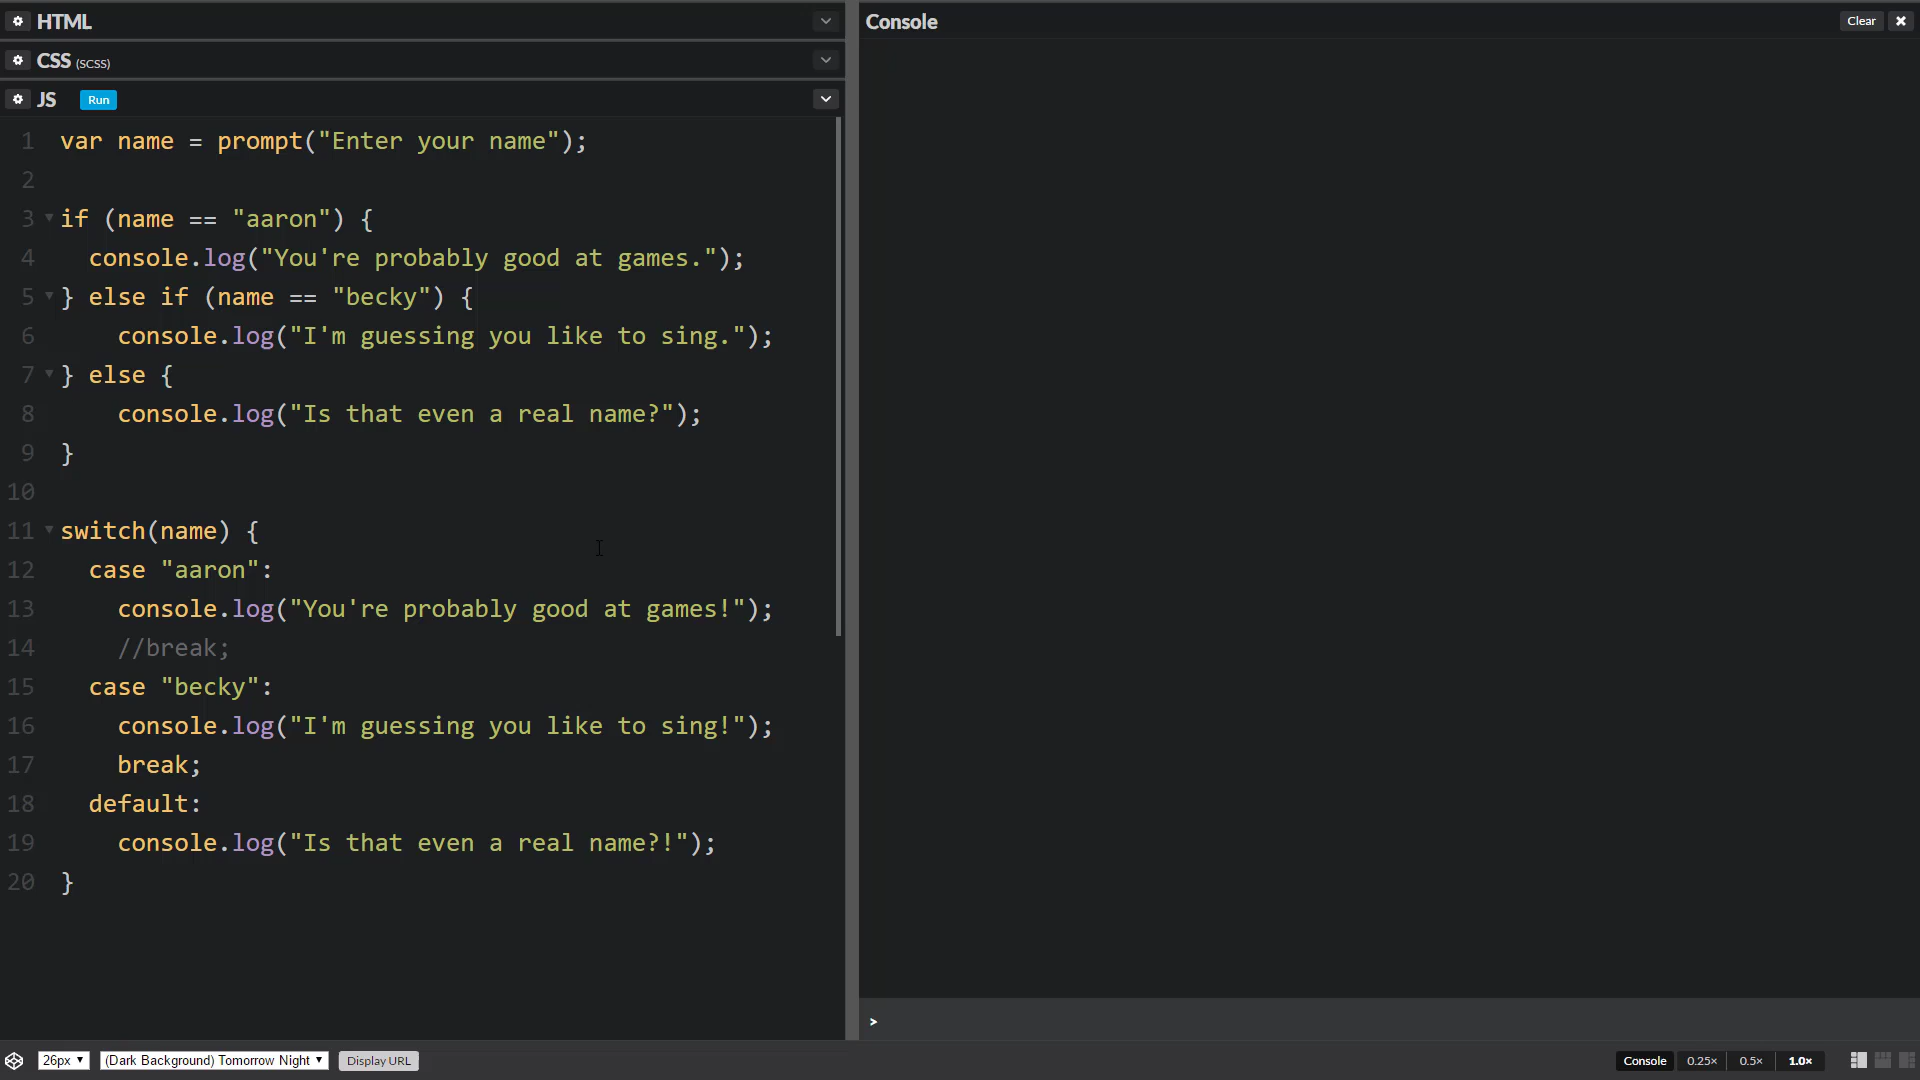 HTML
CSS (SCSS)
JS Run
1 var name = prompt("Enter your name");
2
3 if (name == "aaron") {
4   console.log("You're probably good at games.");
5 } else if (name == "becky") {
6     console.log("I'm guessing you like to sing.");
7 } else {
8     console.log("Is that even a real name?");
9 }
10
11 switch(name) {
12   case "aaron":
13     console.log("You're probably good at games!");
14     //break;
15   case "becky":
16     console.log("I'm guessing you like to sing!");
17     break;
18   default:
19     console.log("Is that even a real name?!");
20 }
Console Clear ×
>
26px (Dark Background) Tomorrow Night Display URL Console 0.25× 0.5× 1.0×